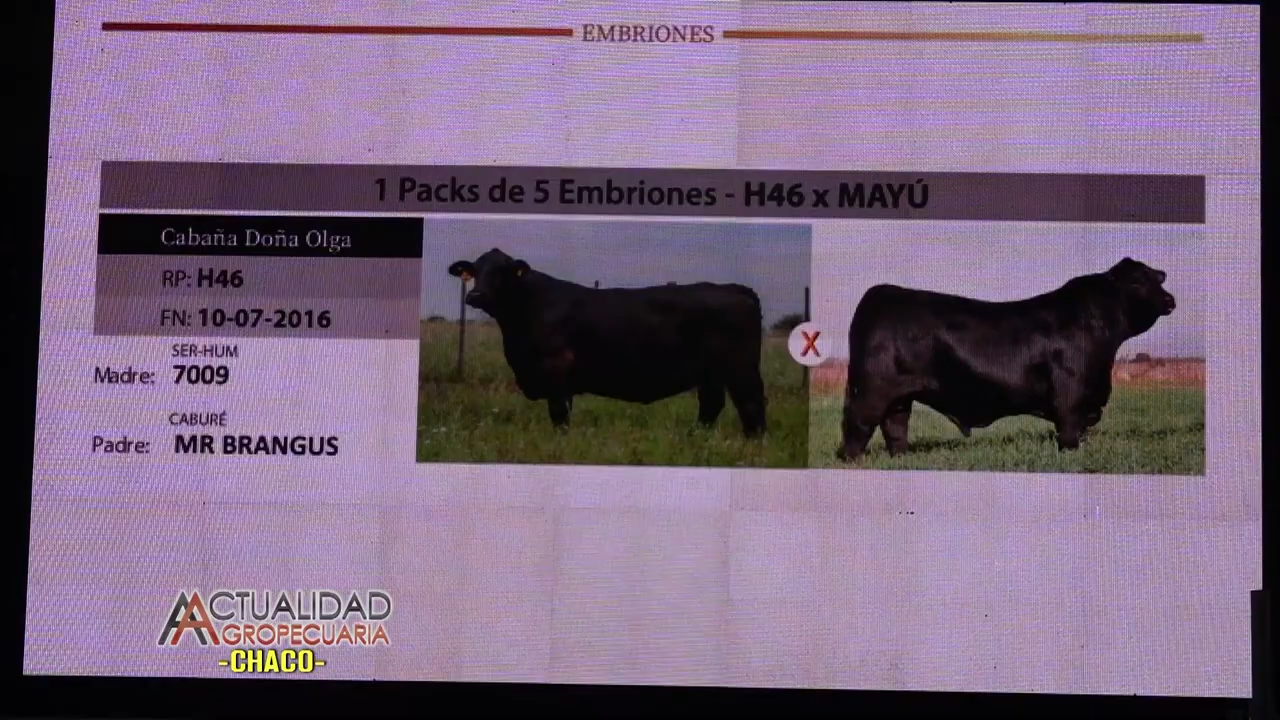 EMBRIONES
1 Packs de 5 Embriones - H46 x MAYÚ
Cabaña Doña Olga
RP: H46
FN: 10-07-2016
SER-HUM
Madre: 7009
CABURÉ
Padre: MR BRANGUS
X
ACTUALIDAD
AGROPECUARIA
-CHACO-